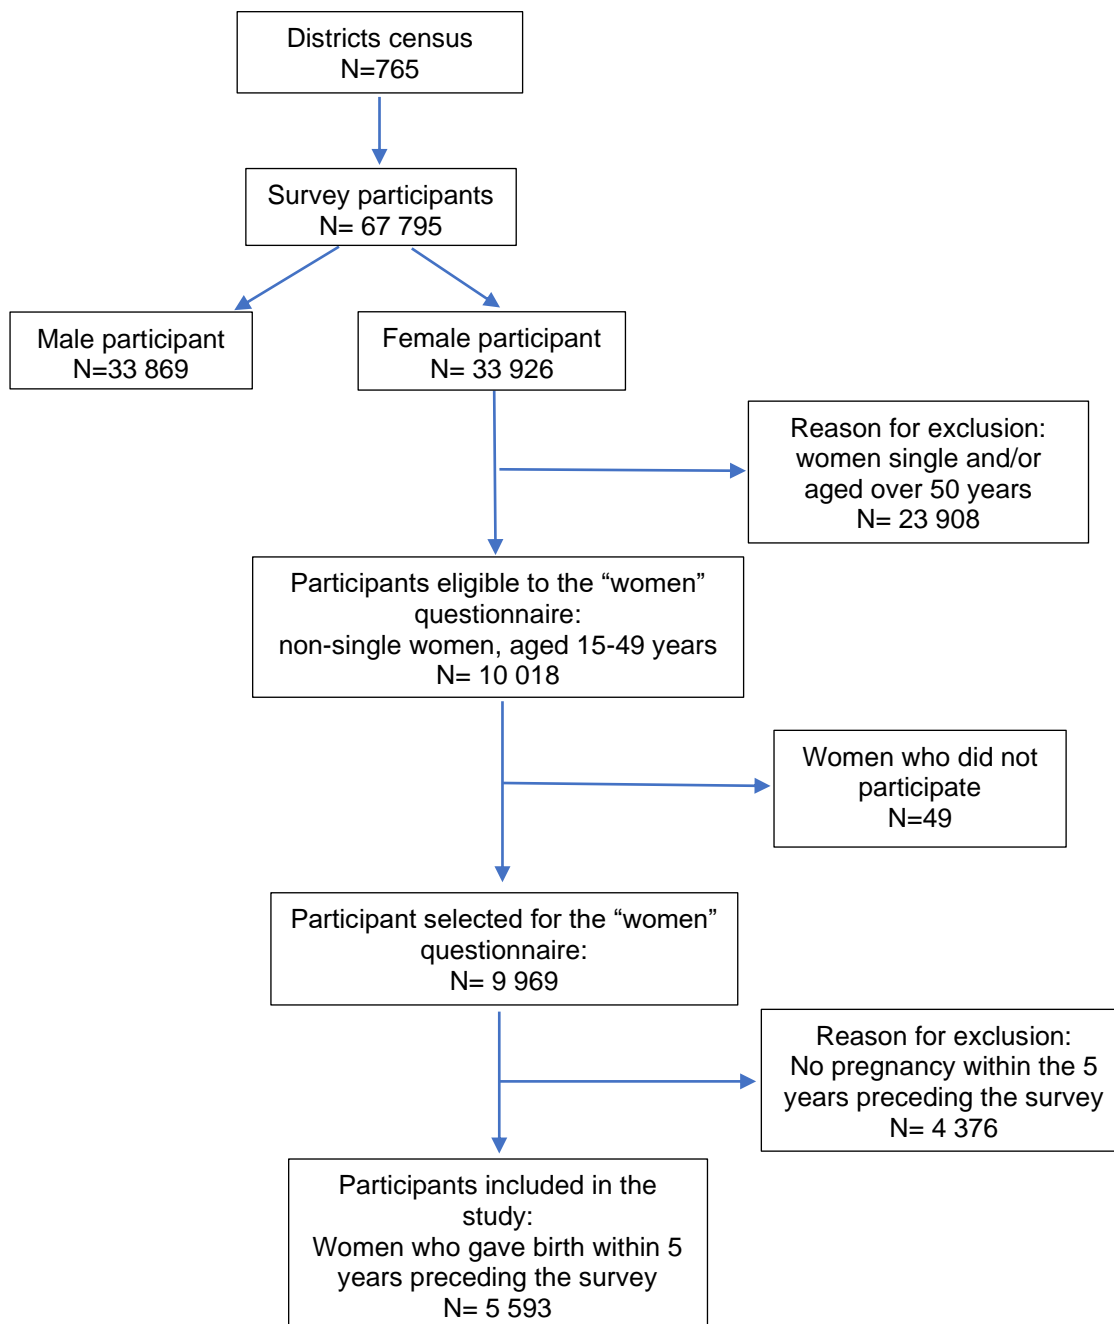 Districts census
N=765
Survey participants
N= 67 795
Male participant
N=33 869
Female participant
N= 33 926
Reason for exclusion:
women single and/or
aged over 50 years
N= 23 908
Participants eligible to the “women”
questionnaire:
non-single women, aged 15-49 years
N= 10 018
Women who did not
participate
N=49
Participant selected for the “women”
questionnaire:
N= 9 969
Reason for exclusion:
No pregnancy within the 5
years preceding the survey
N= 4 376
Participants included in the
study:
Women who gave birth within 5
years preceding the survey
N= 5 593